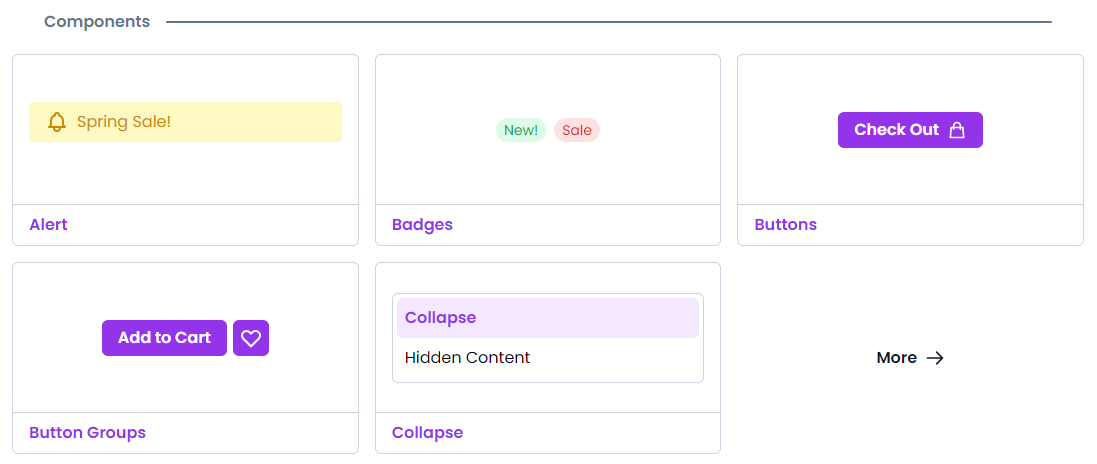 Components
Spring Sale!
Alert
New! Sale
Badges
Check Out
Buttons
Add to Cart
Button Groups
Collapse
Hidden Content
Collapse
More